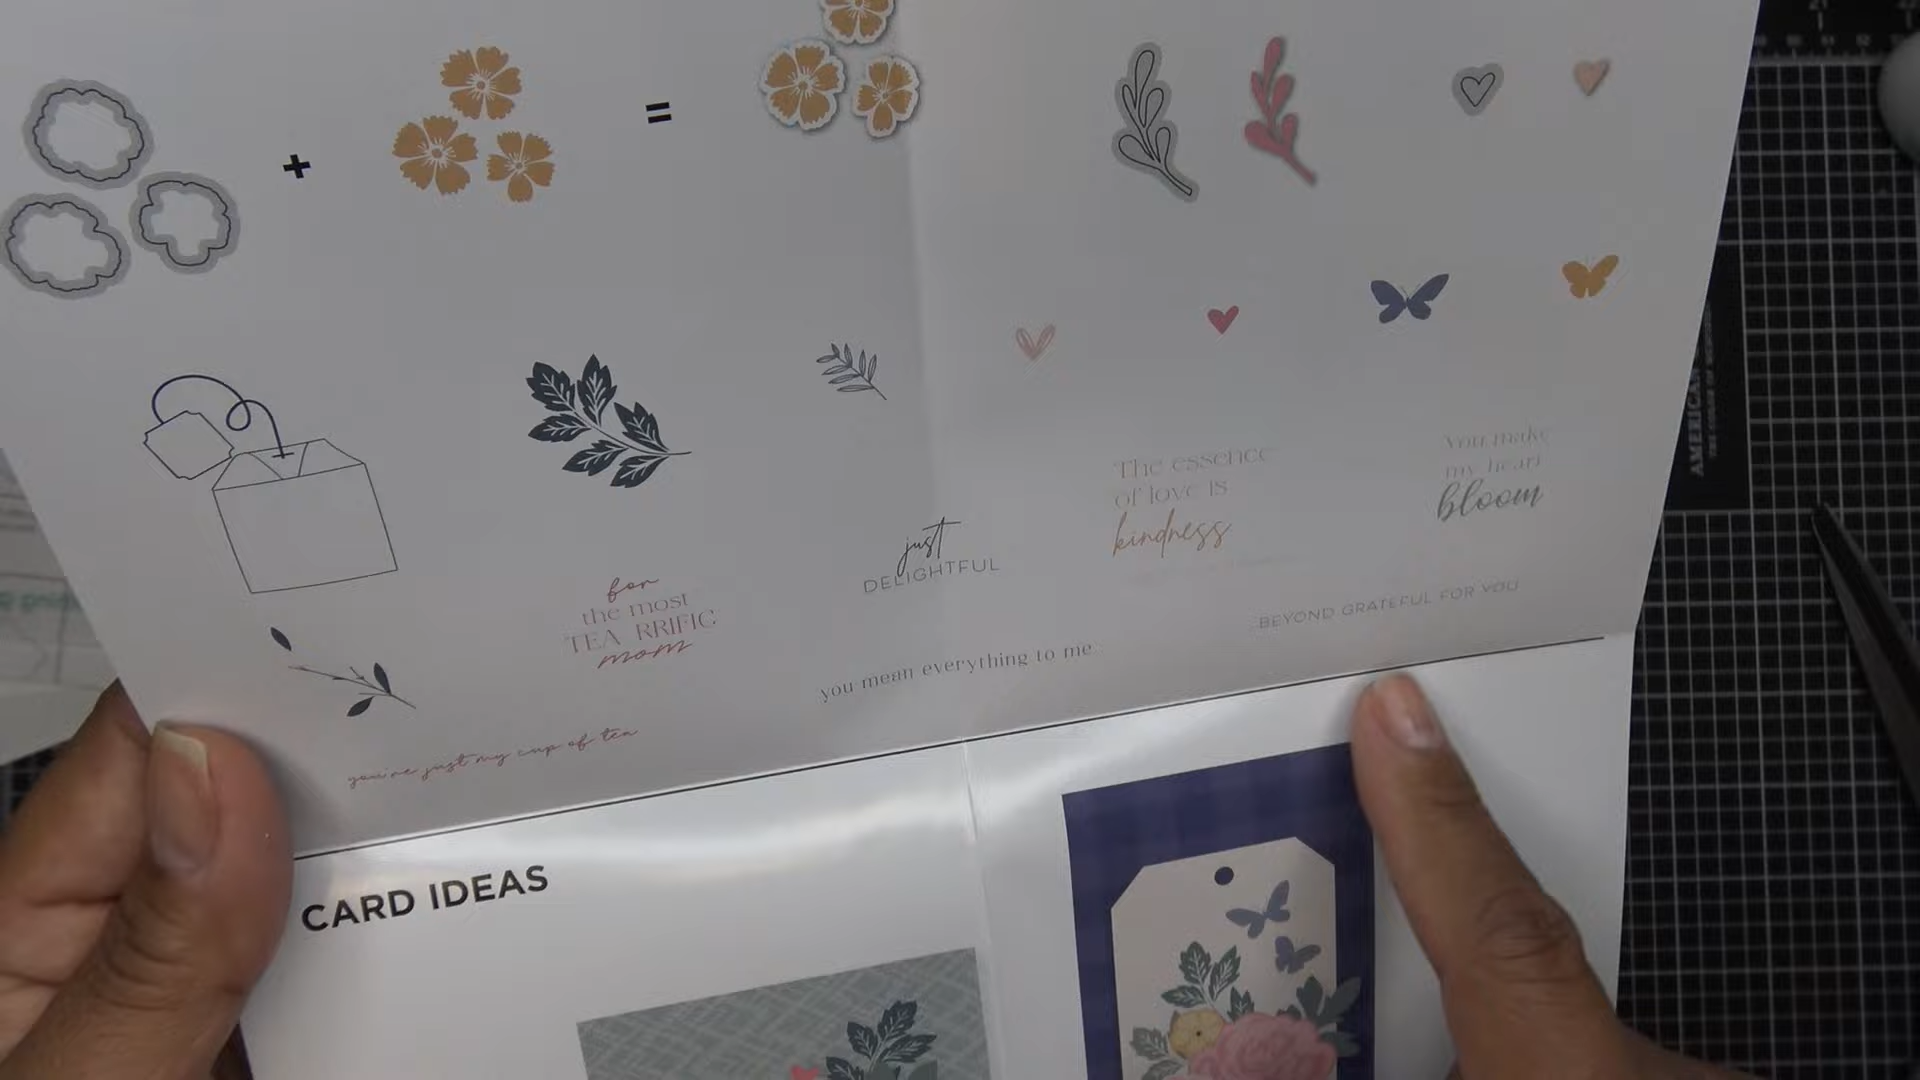 +
=
The essence
of love is
kindness
You make
my heart
bloom
just
DELIGHTFUL
for
the most
TEA RRIFIC
mom
BEYOND GRATEFUL FOR YOU
you mean everything to me
you're just my cup of tea
CARD IDEAS